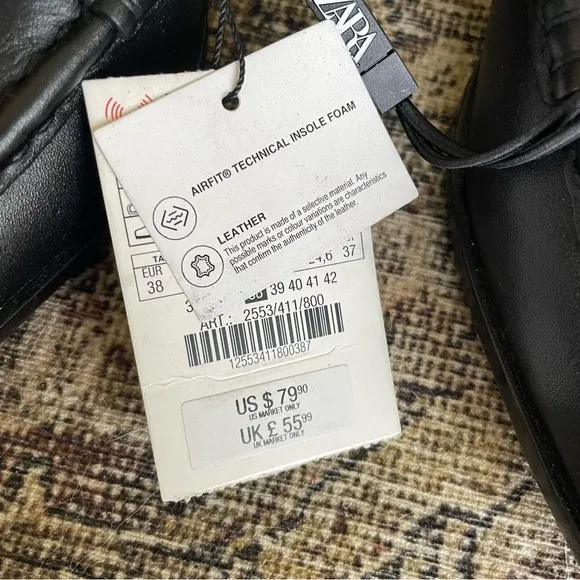 ZARA
AIRFIT® TECHNICAL INSOLE FOAM
LEATHER
This product is made of a selective material. Any
possible marks or colour variations are characteristics
that confirm the authenticity of the leather.
EUR
38
37
39 40 41 42
ART.: 2553/411/800
12553411800387
US $ 79.90
US MARKET ONLY
UK £ 55.99
UK MARKET ONLY